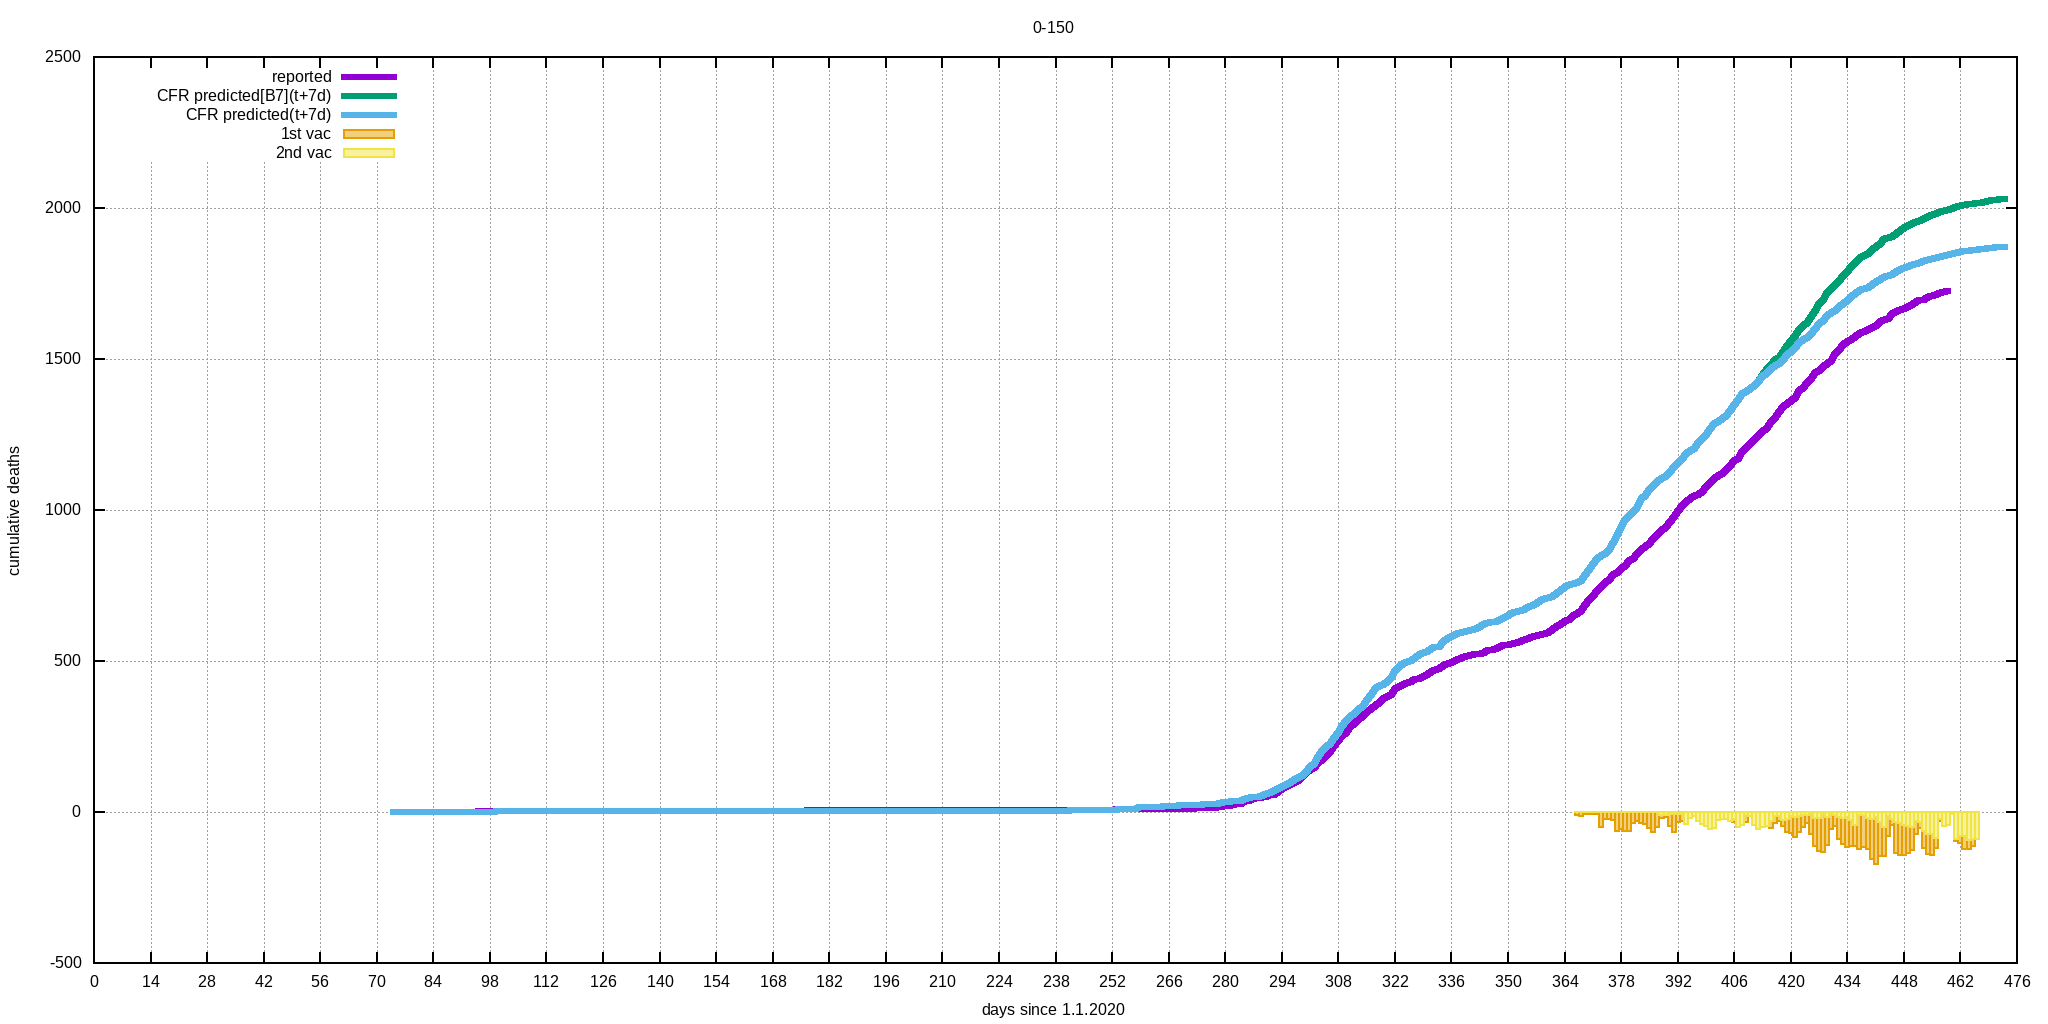 0-150
2500
2000
1500
1000
500
0
-500
cumulative deaths
reported
CFR predicted[B7](t+7d)
CFR predicted(t+7d)
1st vac
2nd vac
0 14 28 42 56 70 84 98 112 126 140 154 168 182 196 210 224 238 252 266 280 294 308 322 336 350 364 378 392 406 420 434 448 462 476
days since 1.1.2020